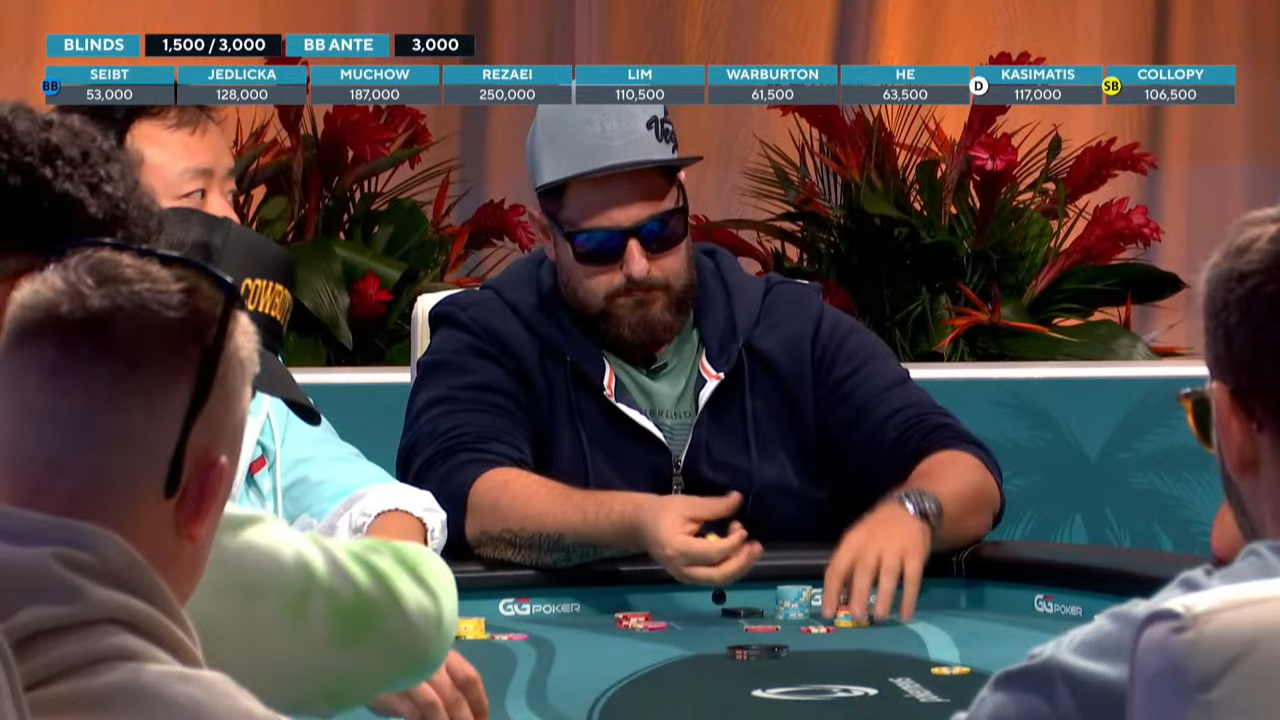 BLINDS 1,500 / 3,000 BB ANTE 3,000
SEIBT JEDLICKA MUCHOW REZAEI LIM WARBURTON HE KASIMATIS COLLOPY
BB 53,000 128,000 187,000 250,000 110,500 61,500 63,500 D 117,000 SB 106,500
COWBOY
GGPOKER
GGPOKER